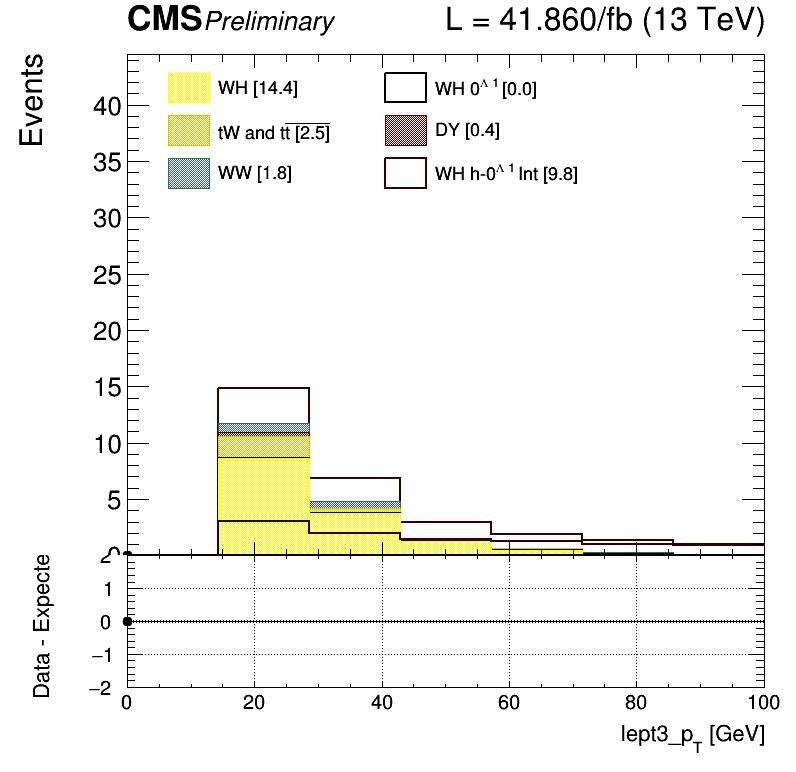 CMS Preliminary L = 41.860/fb (13 TeV)
Events
WH [14.4]
tW and tt [2.5]
WW [1.8]
WH 0^Λ 1 [0.0]
DY [0.4]
WH h-0^Λ 1 Int [9.8]
40
35
30
25
20
15
10
5
0
Data - Expecte
2
1
0
−1
−2
0 20 40 60 80 100
lept3_p_T [GeV]